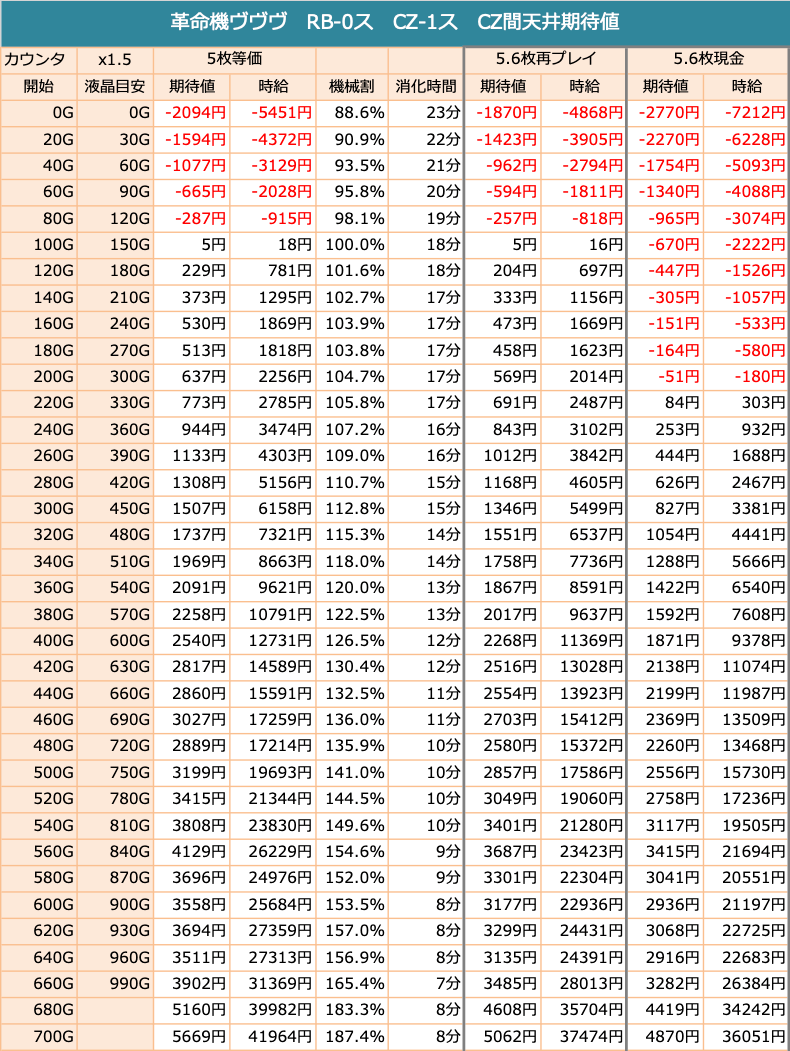 革命機ヴヴヴ RB-0ス CZ-1ス CZ間天井期待値
カウンタ x1.5 5枚等価 5.6枚再プレイ 5.6枚現金
開始 液晶目安 期待値 時給 機械割 消化時間 期待値 時給 期待値 時給
0G 0G -2094円 -5451円 88.6% 23分 -1870円 -4868円 -2770円 -7212円
20G 30G -1594円 -4372円 90.9% 22分 -1423円 -3905円 -2270円 -6228円
40G 60G -1077円 -3129円 93.5% 21分 -962円 -2794円 -1754円 -5093円
60G 90G -665円 -2028円 95.8% 20分 -594円 -1811円 -1340円 -4088円
80G 120G -287円 -915円 98.1% 19分 -257円 -818円 -965円 -3074円
100G 150G 5円 18円 100.0% 18分 5円 16円 -670円 -2222円
120G 180G 229円 781円 101.6% 18分 204円 697円 -447円 -1526円
140G 210G 373円 1295円 102.7% 17分 333円 1156円 -305円 -1057円
160G 240G 530円 1869円 103.9% 17分 473円 1669円 -151円 -533円
180G 270G 513円 1818円 103.8% 17分 458円 1623円 -164円 -580円
200G 300G 637円 2256円 104.7% 17分 569円 2014円 -51円 -180円
220G 330G 773円 2785円 105.8% 17分 691円 2487円 84円 303円
240G 360G 944円 3474円 107.2% 16分 843円 3102円 253円 932円
260G 390G 1133円 4303円 109.0% 16分 1012円 3842円 444円 1688円
280G 420G 1308円 5156円 110.7% 15分 1168円 4605円 626円 2467円
300G 450G 1507円 6158円 112.8% 15分 1346円 5499円 827円 3381円
320G 480G 1737円 7321円 115.3% 14分 1551円 6537円 1054円 4441円
340G 510G 1969円 8663円 118.0% 14分 1758円 7736円 1288円 5666円
360G 540G 2091円 9621円 120.0% 13分 1867円 8591円 1422円 6540円
380G 570G 2258円 10791円 122.5% 13分 2017円 9637円 1592円 7608円
400G 600G 2540円 12731円 126.5% 12分 2268円 11369円 1871円 9378円
420G 630G 2817円 14589円 130.4% 12分 2516円 13028円 2138円 11074円
440G 660G 2860円 15591円 132.5% 11分 2554円 13923円 2199円 11987円
460G 690G 3027円 17259円 136.0% 11分 2703円 15412円 2369円 13509円
480G 720G 2889円 17214円 135.9% 10分 2580円 15372円 2260円 13468円
500G 750G 3199円 19693円 141.0% 10分 2857円 17586円 2556円 15730円
520G 780G 3415円 21344円 144.5% 10分 3049円 19060円 2758円 17236円
540G 810G 3808円 23830円 149.6% 10分 3401円 21280円 3117円 19505円
560G 840G 4129円 26229円 154.6% 9分 3687円 23423円 3415円 21694円
580G 870G 3696円 24976円 152.0% 9分 3301円 22304円 3041円 20551円
600G 900G 3558円 25684円 153.5% 8分 3177円 22936円 2936円 21197円
620G 930G 3694円 27359円 157.0% 8分 3299円 24431円 3068円 22725円
640G 960G 3511円 27313円 156.9% 8分 3135円 24391円 2916円 22683円
660G 990G 3902円 31369円 165.4% 7分 3485円 28013円 3282円 26384円
680G 5160円 39982円 183.3% 8分 4608円 35704円 4419円 34242円
700G 5669円 41964円 187.4% 8分 5062円 37474円 4870円 36051円